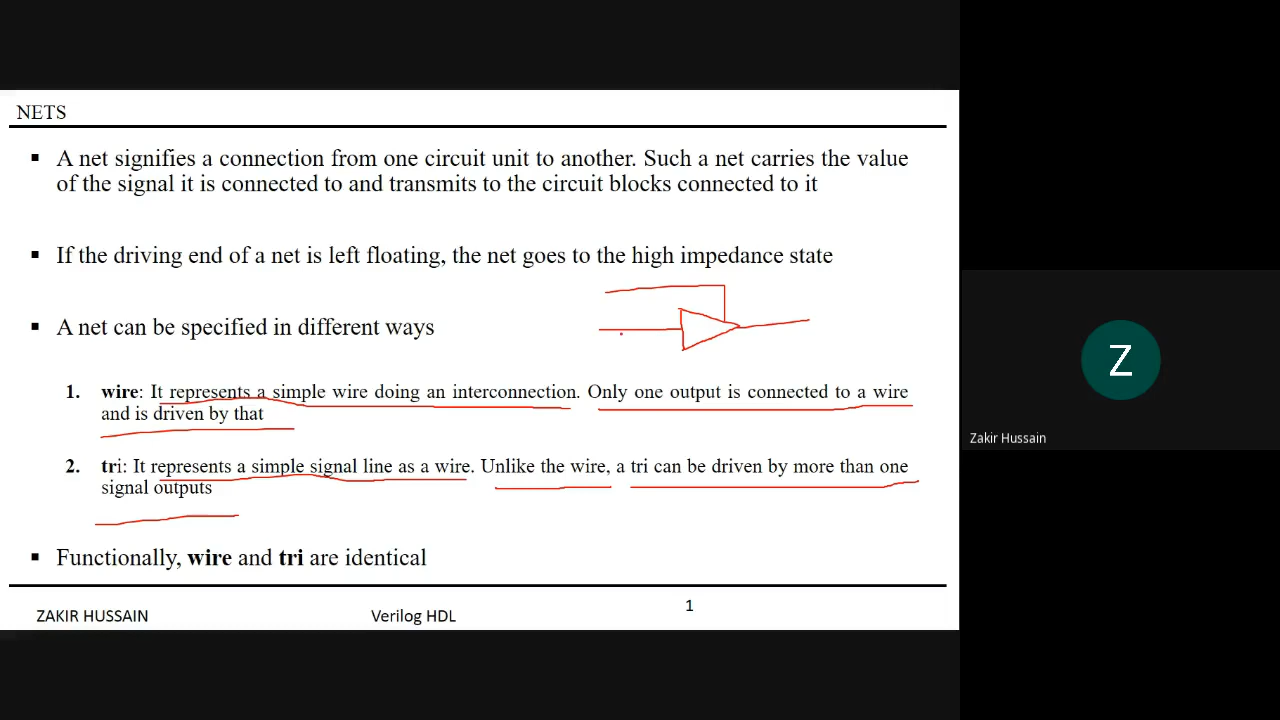 NETS
▪ A net signifies a connection from one circuit unit to another. Such a net carries the value
of the signal it is connected to and transmits to the circuit blocks connected to it
▪ If the driving end of a net is left floating, the net goes to the high impedance state
▪ A net can be specified in different ways
1. wire: It represents a simple wire doing an interconnection. Only one output is connected to a wire
and is driven by that
2. tri: It represents a simple signal line as a wire. Unlike the wire, a tri can be driven by more than one
signal outputs
▪ Functionally, wire and tri are identical
ZAKIR HUSSAIN Verilog HDL 1
Z
Zakir Hussain